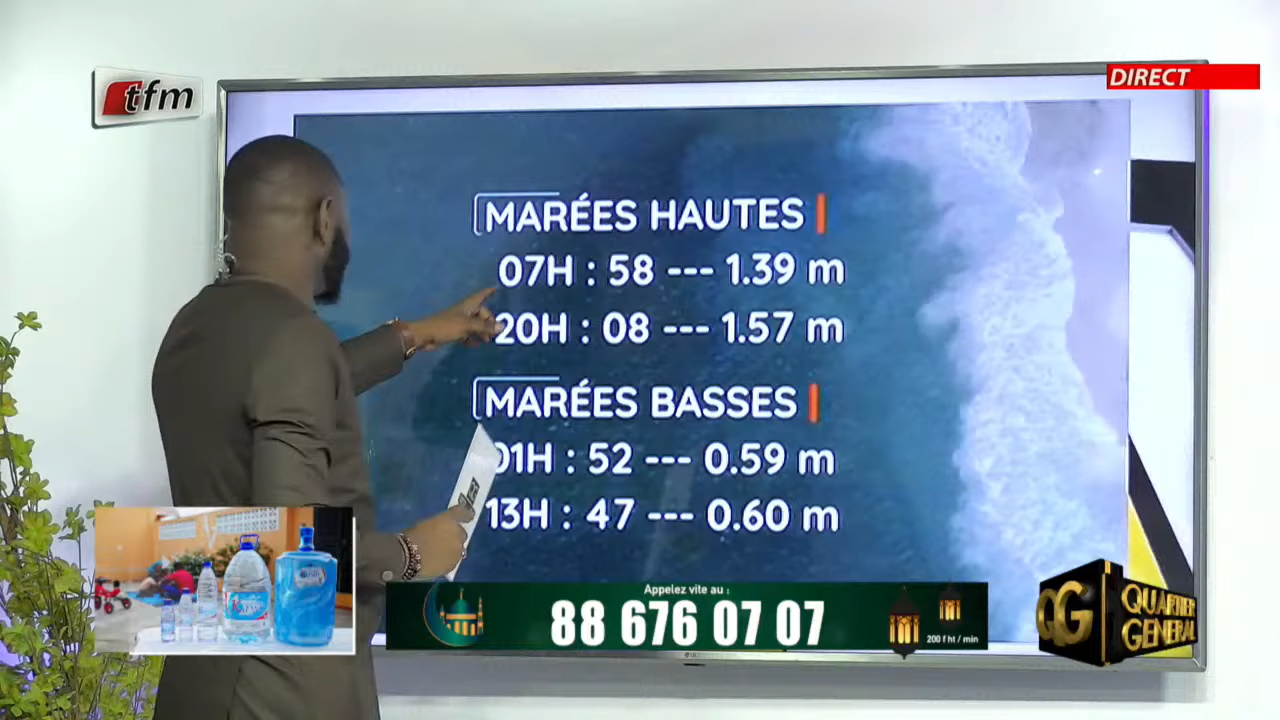 tfm
DIRECT
MARÉES HAUTES
07H : 58 --- 1.39 m
20H : 08 --- 1.57 m
MARÉES BASSES
01H : 52 --- 0.59 m
13H : 47 --- 0.60 m
Appelez vite au :
88 676 07 07
200 f ht / min
QG QUARTIER
GENERAL